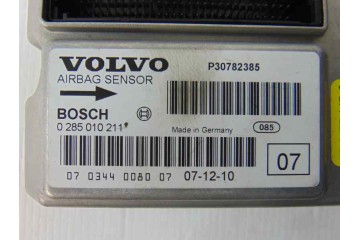 VOLVO
P30782385
AIRBAG SENSOR
BOSCH
0 285 010 211
Made in Germany
085
07
07 0344 0080 07 07-12-10